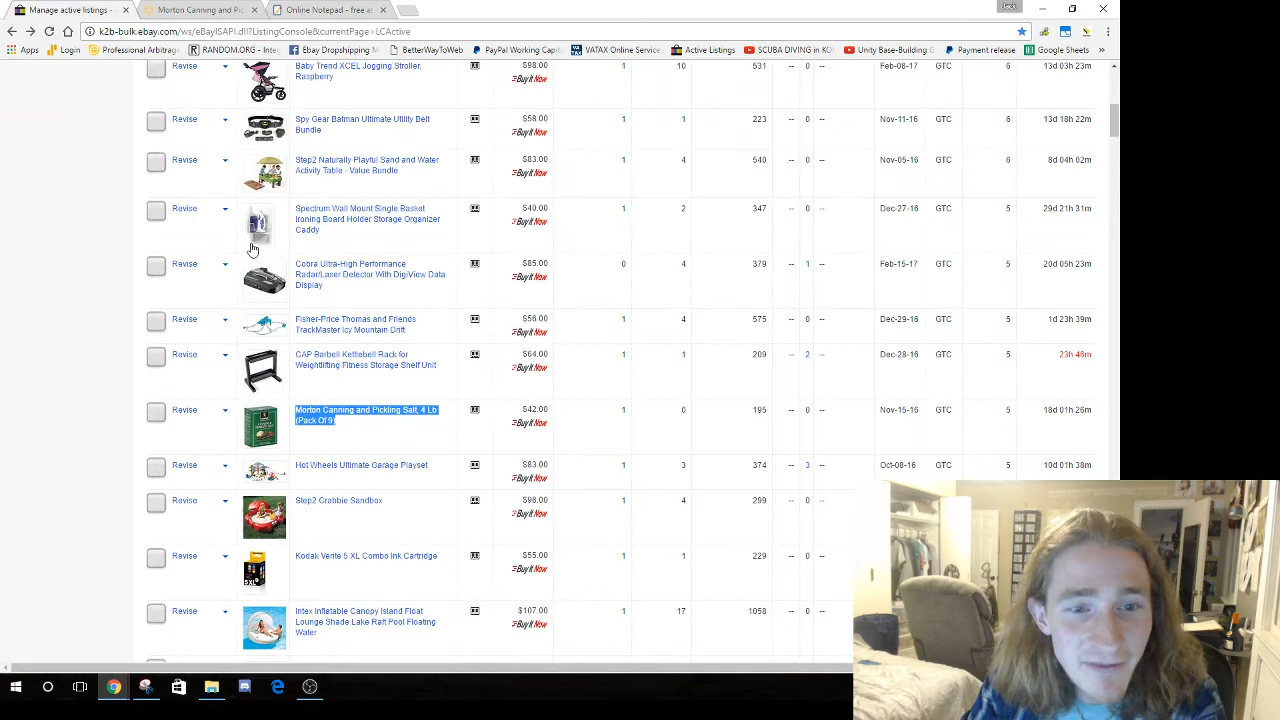 Manage active listings -
Morton Canning and Pic
Online Notepad - free at
Jack
k2b-bulk.ebay.com/ws/eBayISAPI.dll?ListingConsole&currentPage=LCActive
Apps
Login
Professional Arbitrag
RANDOM.ORG - Inte
BetterWayToWeb
PayPal Working Capi
VATAX Online Service
Active Listings
SCUBA DIVING in KO
Unity Base-Building G
Payment release
Google Sheets
Revise Baby Trend XCEL Jogging Stroller, $98.00 1 10 531 -- 0 -- Feb-08-17 GTC 6 13d 03h 23m
Raspberry Buy It Now
Revise Spy Gear Batman Ultimate Utility Belt $58.00 1 1 223 -- 0 -- Nov-11-16 GTC 6 13d 18h 22m
Bundle Buy It Now
Revise Step2 Naturally Playful Sand and Water $83.00 1 4 540 -- 0 -- Nov-05-16 GTC 6 8d 04h 02m
Activity Table - Value Bundle Buy It Now
Revise Spectrum Wall Mount Single Basket $40.00 1 2 347 -- 0 -- Dec-27-16 GTC 5 29d 21h 31m
Ironing Board Holder Storage Organizer Buy It Now
Caddy
Revise Cobra Ultra-High Performance $85.00 0 4 379 -- 1 -- Feb-15-17 GTC 5 20d 05h 23m
Radar/Laser Detector With DigiView Data Buy It Now
Display
Revise Fisher-Price Thomas and Friends $56.00 1 4 575 -- 0 -- Dec-29-16 GTC 5 1d 23h 39m
TrackMaster Icy Mountain Drift Buy It Now
Revise CAP Barbell Kettlebell Rack for $64.00 1 1 209 -- 2 -- Dec-28-16 GTC 5 23h 46m
Weightlifting Fitness Storage Shelf Unit Buy It Now
Revise Morton Canning and Pickling Salt, 4 Lb $42.00 1 0 -- 0 -- Nov-15-16 GTC 5 18d 01h 26m
(Pack Of 9) Buy It Now
Revise Hot Wheels Ultimate Garage Playset $83.00 1 3 374 -- 3 -- Oct-08-16 GTC 5 10d 01h 38m
Buy It Now
Revise Step2 Crabbie Sandbox $98.00 1 4 299 -- 0 --
Buy It Now
Revise Kodak Verite 5 XL Combo Ink Cartridge $55.00 1 1 229 -- 0 --
Buy It Now
5XL
Revise Intex Inflatable Canopy Island Float $107.00 1 17 1058 -- 0 --
Lounge Shade Lake Raft Pool Floating Buy It Now
Water